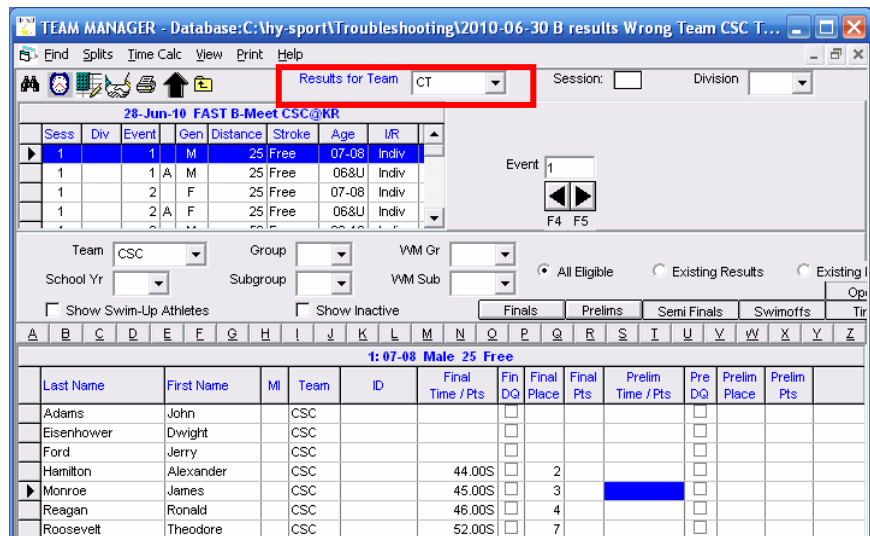 TEAM MANAGER - Database:C:\hy-sport\Troubleshooting\2010-06-30 B results Wrong Team CSC T...
Find Splits Time Calc View Print Help
Results for Team CT Session: Division
28-Jun-10 FAST B-Meet CSC@KR
Sess Div Event Gen Distance Stroke Age I/R
1 1 M 25 Free 07-08 Indiv
1 1 A M 25 Free 06&U Indiv
1 2 F 25 Free 07-08 Indiv
1 2 A F 25 Free 06&U Indiv
Event 1
F4 F5
Team CSC Group WM Gr
School Yr Subgroup WM Sub
All Eligible Existing Results Existing
Show Swim-Up Athletes Show Inactive
Finals Prelims Semi Finals Swimoffs
A B C D E F G H I J K L M N O P Q R S T U V W X Y Z
1: 07-08 Male 25 Free
Last Name First Name MI Team ID Final Time / Pts Fin DQ Final Place Final Pts Prelim Time / Pts Pre DQ Prelim Place Prelim Pts
Adams John CSC
Eisenhower Dwight CSC
Ford Jerry CSC
Hamilton Alexander CSC 44.00S 2
Monroe James CSC 45.00S 3
Reagan Ronald CSC 46.00S 4
Roosevelt Theodore CSC 52.00S 7